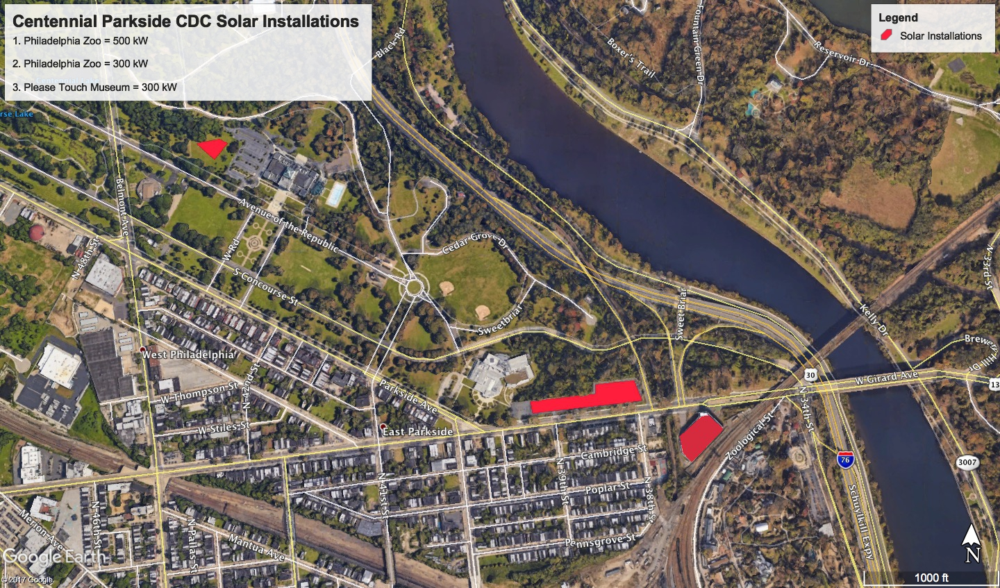 Centennial Parkside CDC Solar Installations
1. Philadelphia Zoo = 500 kW
2. Philadelphia Zoo = 300 kW
3. Please Touch Museum = 300 kW
Legend
Solar Installations
Black Rd
Boxer's Trail
Fountain Green Dr
Reservoir Dr
rse Lake
Belmont Ave
Avenue of the Republic
W Rd
S Concourse St
Cedar Grove Dr
N 48th St
Sweetbriar
Sweet Briar
N 33rd St
Kelly Dr
Brewery Hill Dr
West Philadelphia
W Thompson St
N 42nd St
Parkside Ave
30
W Girard Ave
13
W Stiles St
East Parkside
N 34th St
Zoological St
Cambridge St
76
3007
N 41st St
N 39th St
Poplar St
N 38th St
Merion Ave
N 46th St
N Palas St
Mantua Ave
Pennsgrove St
Schuylkill Expy
Google Earth
© 2017 Google
N
1000 ft